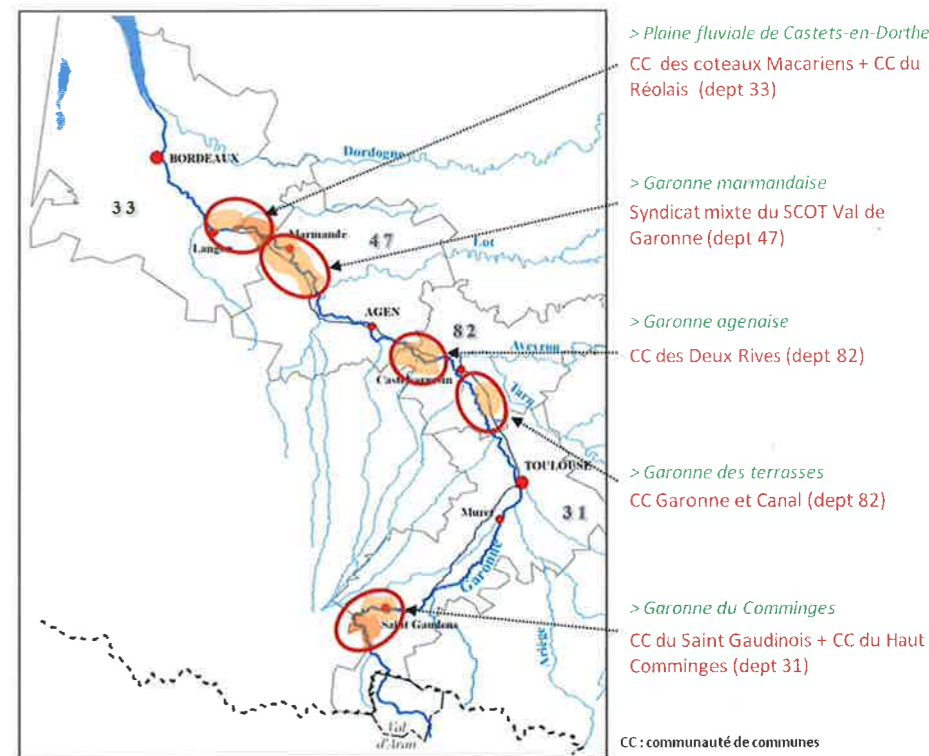 > Plaine fluviale de Castets-en-Dorthe
CC des coteaux Macariens + CC du
Réolais (dept 33)
> Garonne marmandaise
Syndicat mixte du SCOT Val de
Garonne (dept 47)
> Garonne agenaise
CC des Deux Rives (dept 82)
> Garonne des terrasses
CC Garonne et Canal (dept 82)
> Garonne du Comminges
CC du Saint Gaudinois + CC du Haut
Comminges (dept 31)
CC : communauté de communes
BORDEAUX
Dordogne
33
Langon
Marmande
47
Lot
AGEN
82
Aveyron
Castelsarrasin
Tarn
TOULOUSE
31
Muret
Garonne
Saint Gaudens
Ariège
Val
d'Aran